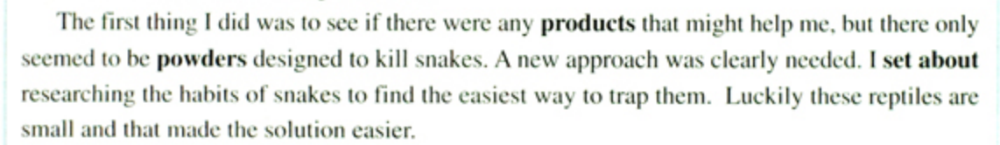 The first thing I did was to see if there were any products that might help me, but there only
seemed to be powders designed to kill snakes. A new approach was clearly needed. I set about
researching the habits of snakes to find the easiest way to trap them. Luckily these reptiles are
small and that made the solution easier.